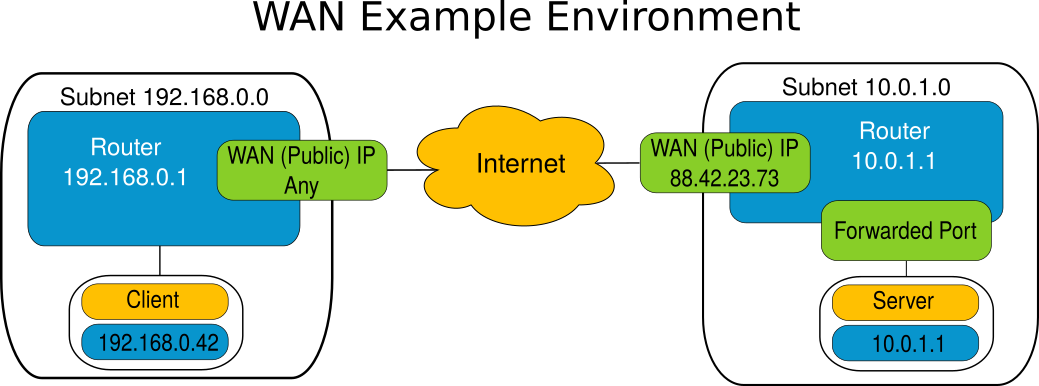 WAN Example Environment
Subnet 192.168.0.0
Router
192.168.0.1
WAN (Public) IP
Any
Client
192.168.0.42
Internet
Subnet 10.0.1.0
Router
10.0.1.1
WAN (Public) IP
88.42.23.73
Forwarded Port
Server
10.0.1.1